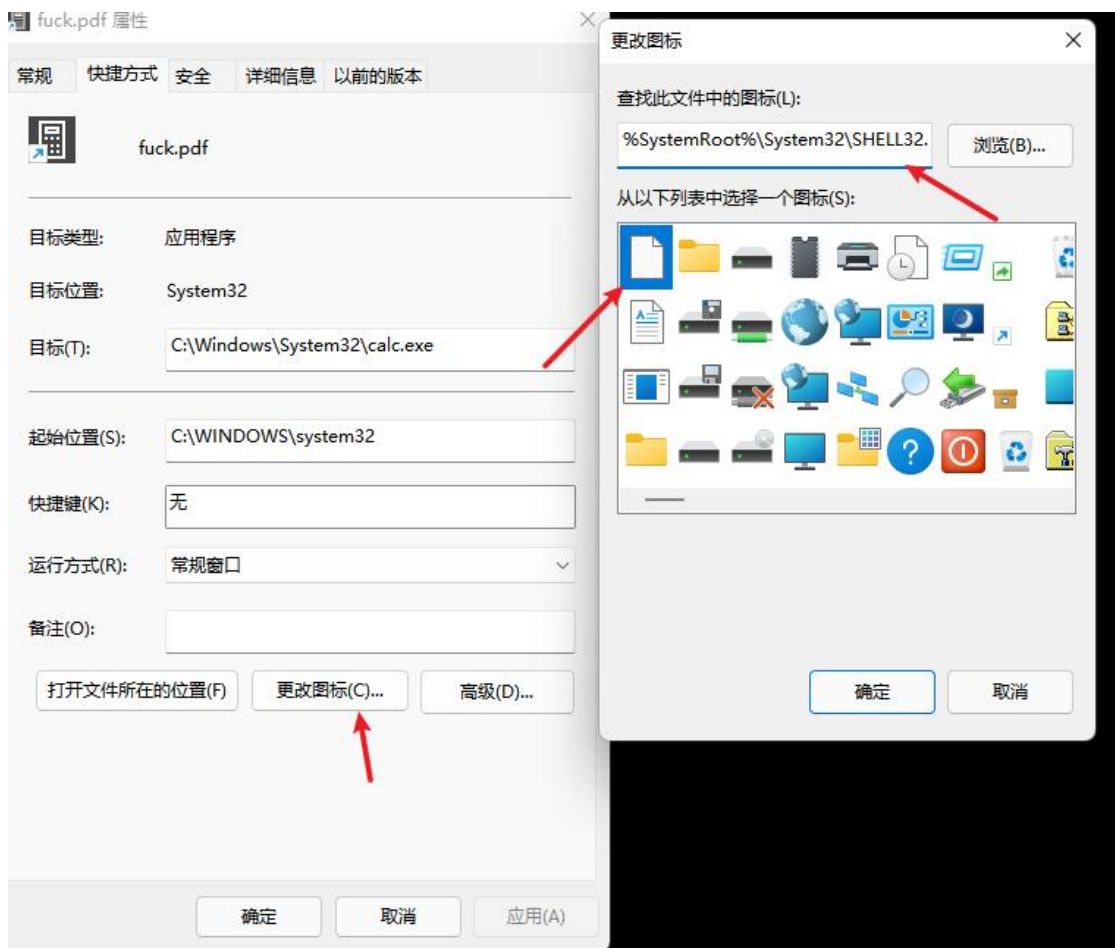 fuck.pdf 属性
常规 快捷方式 安全 详细信息 以前的版本
fuck.pdf
目标类型: 应用程序
目标位置: System32
目标(T): C:\Windows\System32\calc.exe
起始位置(S): C:\WINDOWS\system32
快捷键(K): 无
运行方式(R): 常规窗口
备注(O):
打开文件所在的位置(F) 更改图标(C)... 高级(D)...
确定 取消 应用(A)
更改图标
查找此文件中的图标(L):
%SystemRoot%\System32\SHELL32. 浏览(B)...
从以下列表中选择一个图标(S):
确定 取消